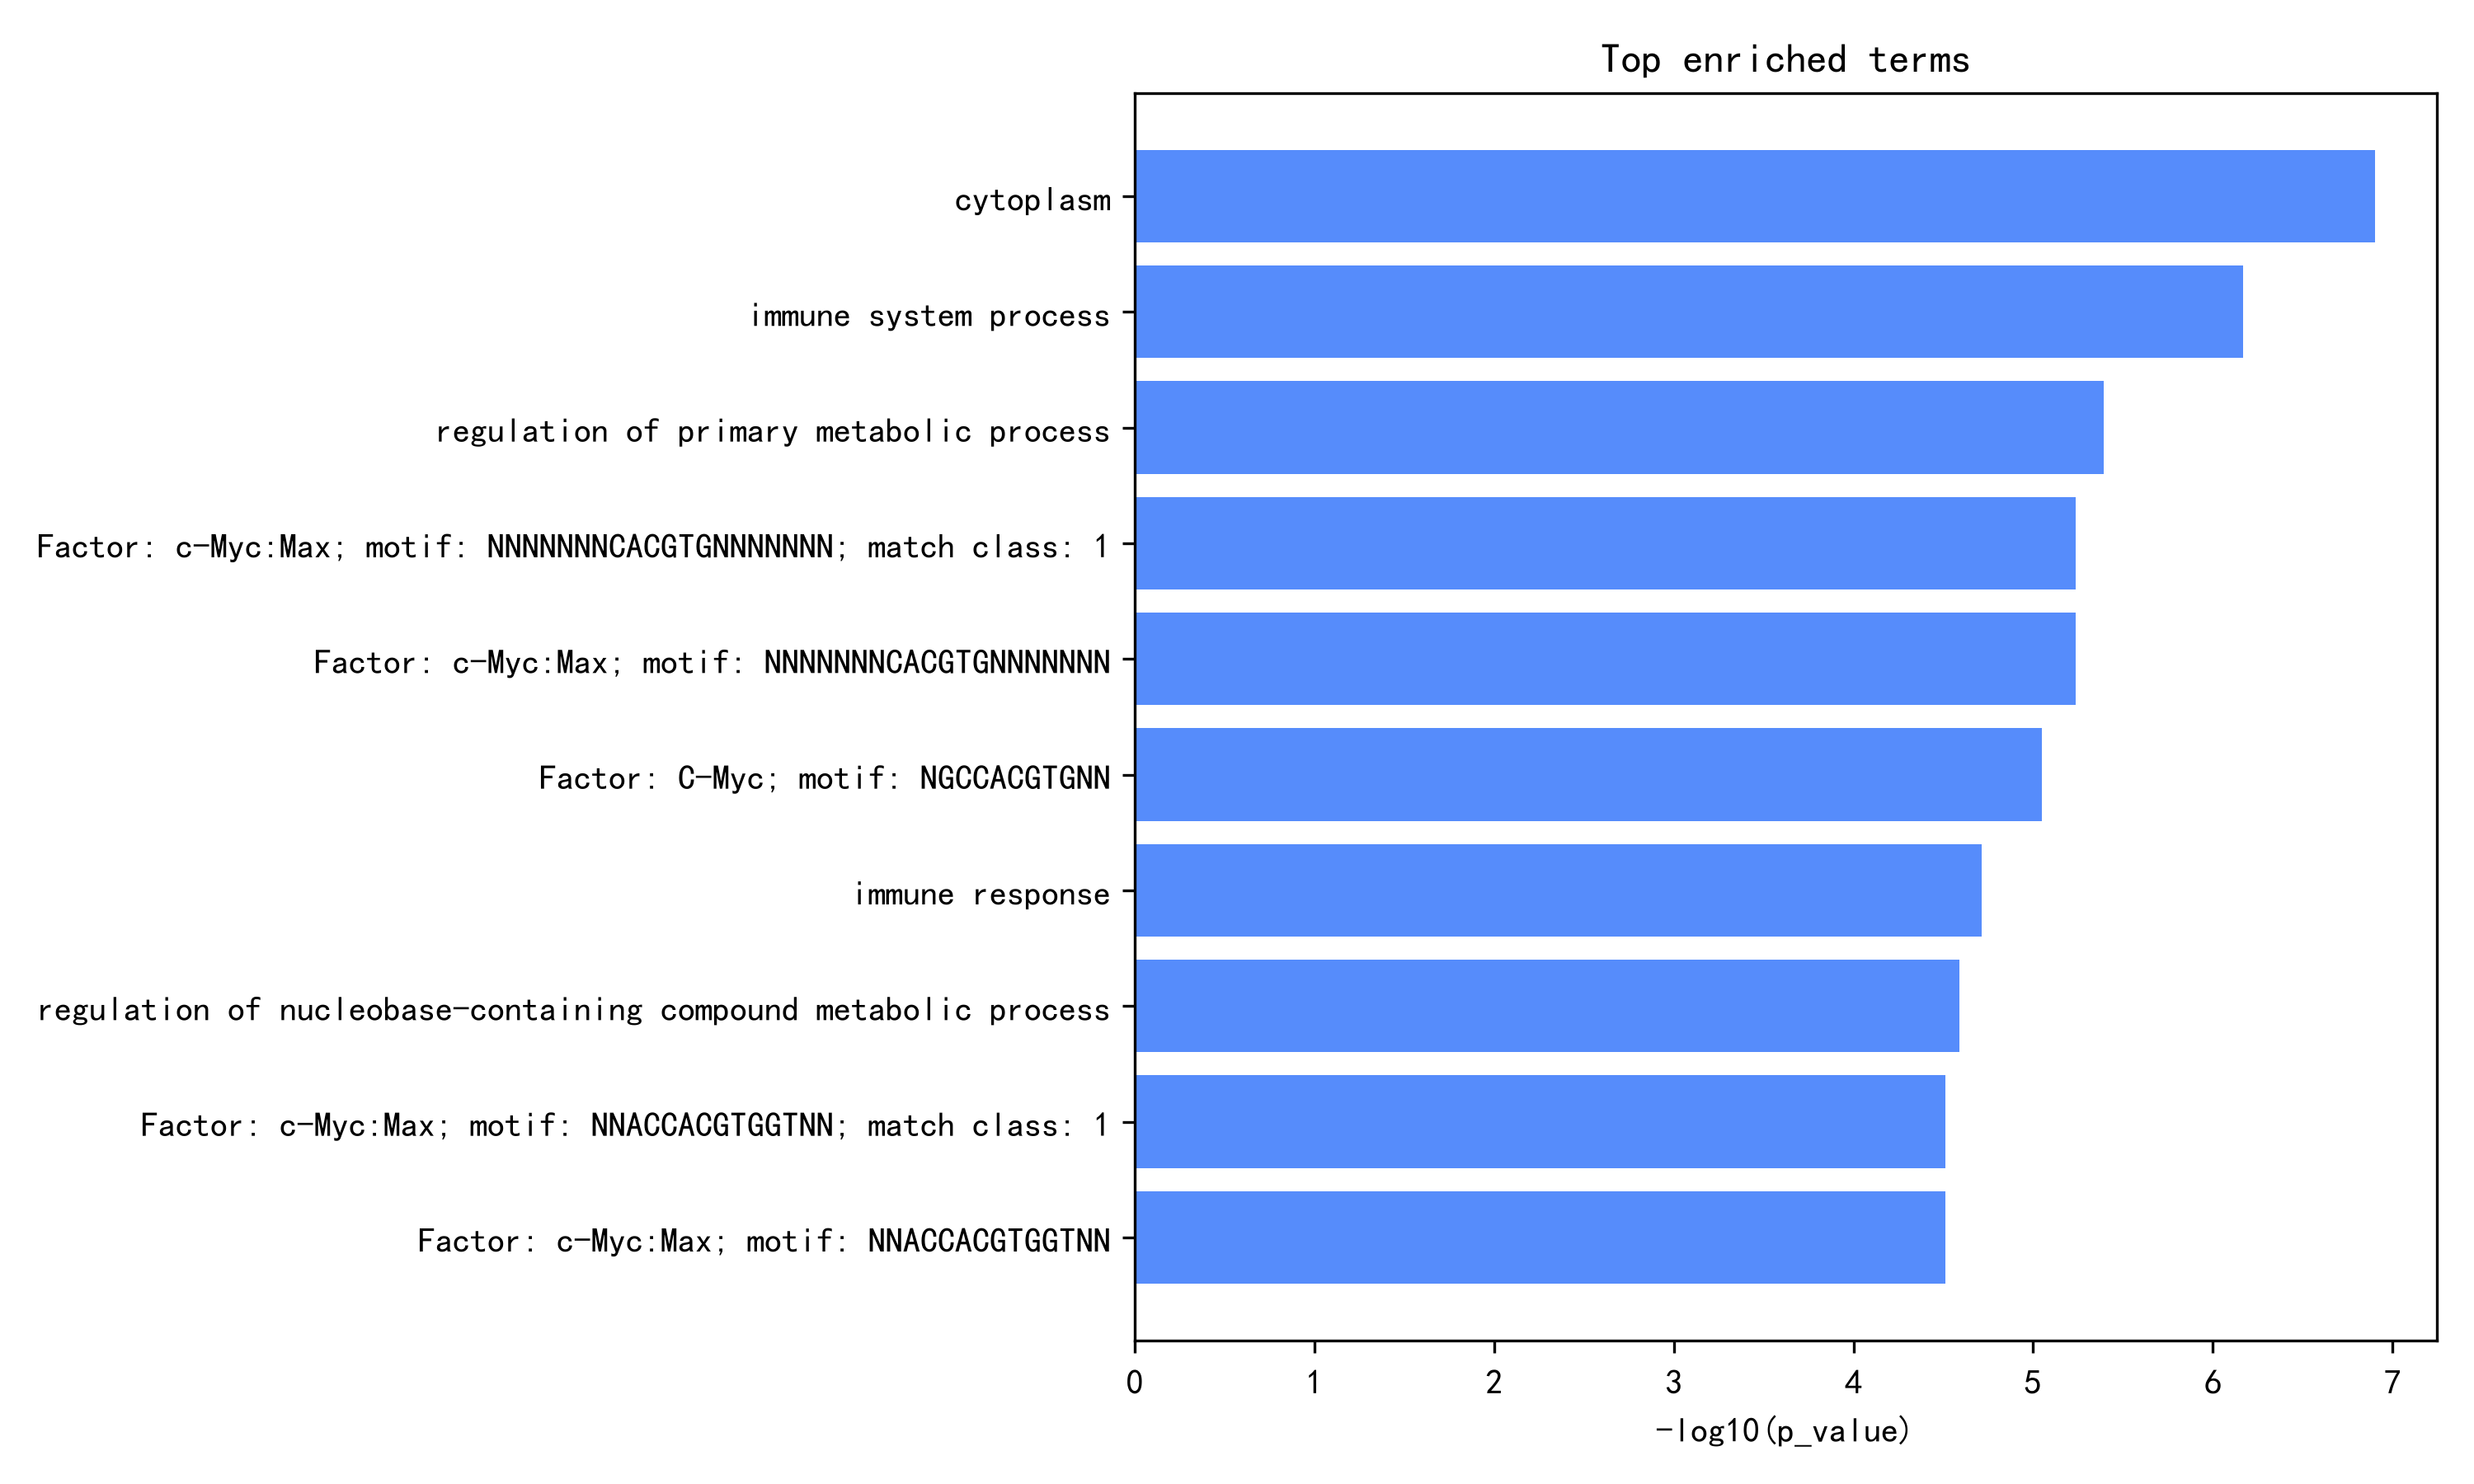 Top enriched terms
cytoplasm
immune system process
regulation of primary metabolic process
Factor: c-Myc:Max; motif: NNNNNNNCACGTGNNNNNNN; match class: 1
Factor: c-Myc:Max; motif: NNNNNNNCACGTGNNNNNNN
Factor: C-Myc; motif: NGCCACGTGNN
immune response
regulation of nucleobase-containing compound metabolic process
Factor: c-Myc:Max; motif: NNACCACGTGGTNN; match class: 1
Factor: c-Myc:Max; motif: NNACCACGTGGTNN
0 1 2 3 4 5 6 7
-log10(p_value)